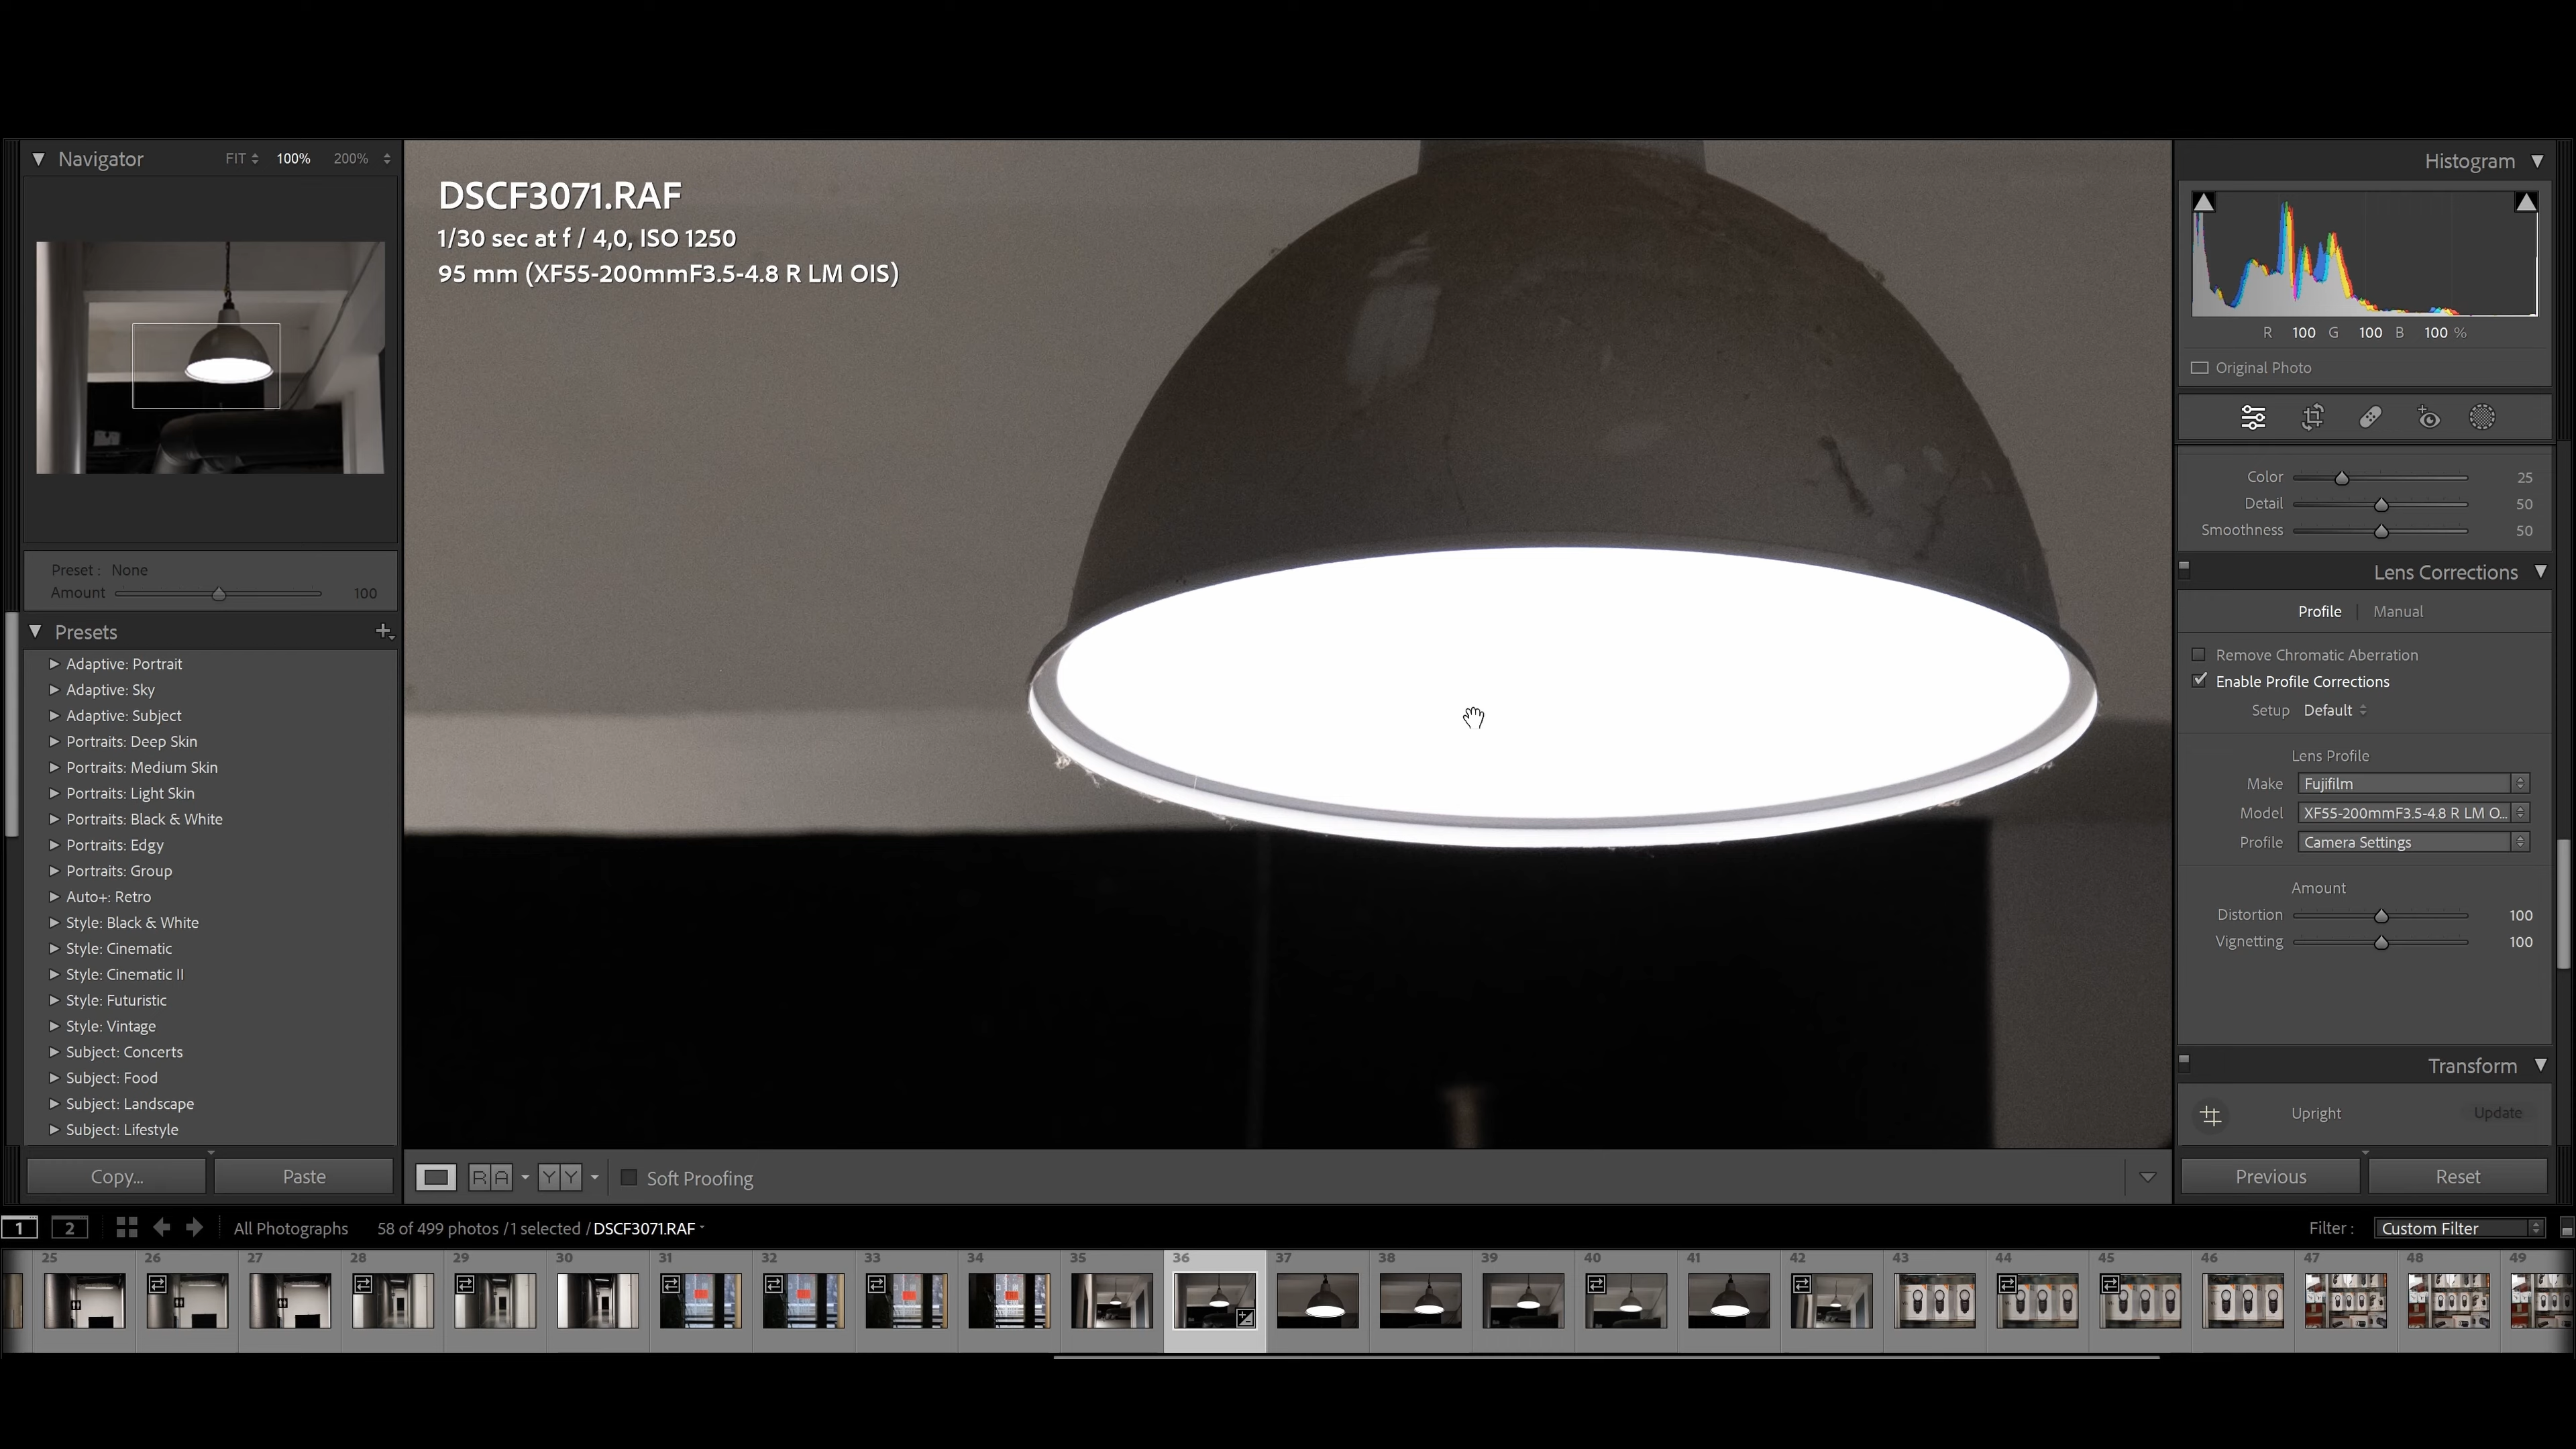 Navigator FIT 100% 200%
DSCF3071.RAF
1/30 sec at f / 4,0, ISO 1250
95 mm (XF55-200mmF3.5-4.8 R LM OIS)
Preset : None
Amount 100
Presets
Adaptive: Portrait
Adaptive: Sky
Adaptive: Subject
Portraits: Deep Skin
Portraits: Medium Skin
Portraits: Light Skin
Portraits: Black & White
Portraits: Edgy
Portraits: Group
Auto+: Retro
Style: Black & White
Style: Cinematic
Style: Cinematic II
Style: Futuristic
Style: Vintage
Subject: Concerts
Subject: Food
Subject: Landscape
Subject: Lifestyle
Copy... Paste
Soft Proofing
Histogram
R 100 G 100 B 100 %
Original Photo
Color 25
Detail 50
Smoothness 50
Lens Corrections
Profile | Manual
Remove Chromatic Aberration
Enable Profile Corrections
Setup Default
Lens Profile
Make Fujifilm
Model XF55-200mmF3.5-4.8 R LM O...
Profile Camera Settings
Amount
Distortion 100
Vignetting 100
Transform
Upright Update
Previous Reset
1 2 All Photographs 58 of 499 photos / 1 selected / DSCF3071.RAF Filter : Custom Filter
25 26 27 28 29 30 31 32 33 34 35 36 37 38 39 40 41 42 43 44 45 46 47 48 49